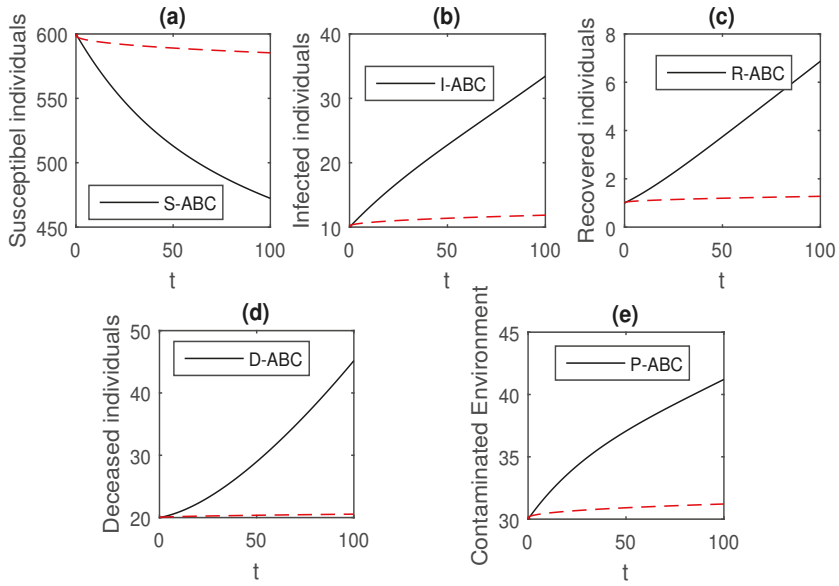 (a)
600
550
500
450
Susceptibel individuals
S-ABC
0
50
100
t
(b)
40
30
20
10
Infected individuals
I-ABC
0
50
100
t
(c)
8
6
4
2
0
Recovered individuals
R-ABC
0
50
100
t
(d)
50
40
30
20
Deceased individuals
D-ABC
0
50
100
t
(e)
45
40
35
30
Contaminated Environment
P-ABC
0
50
100
t